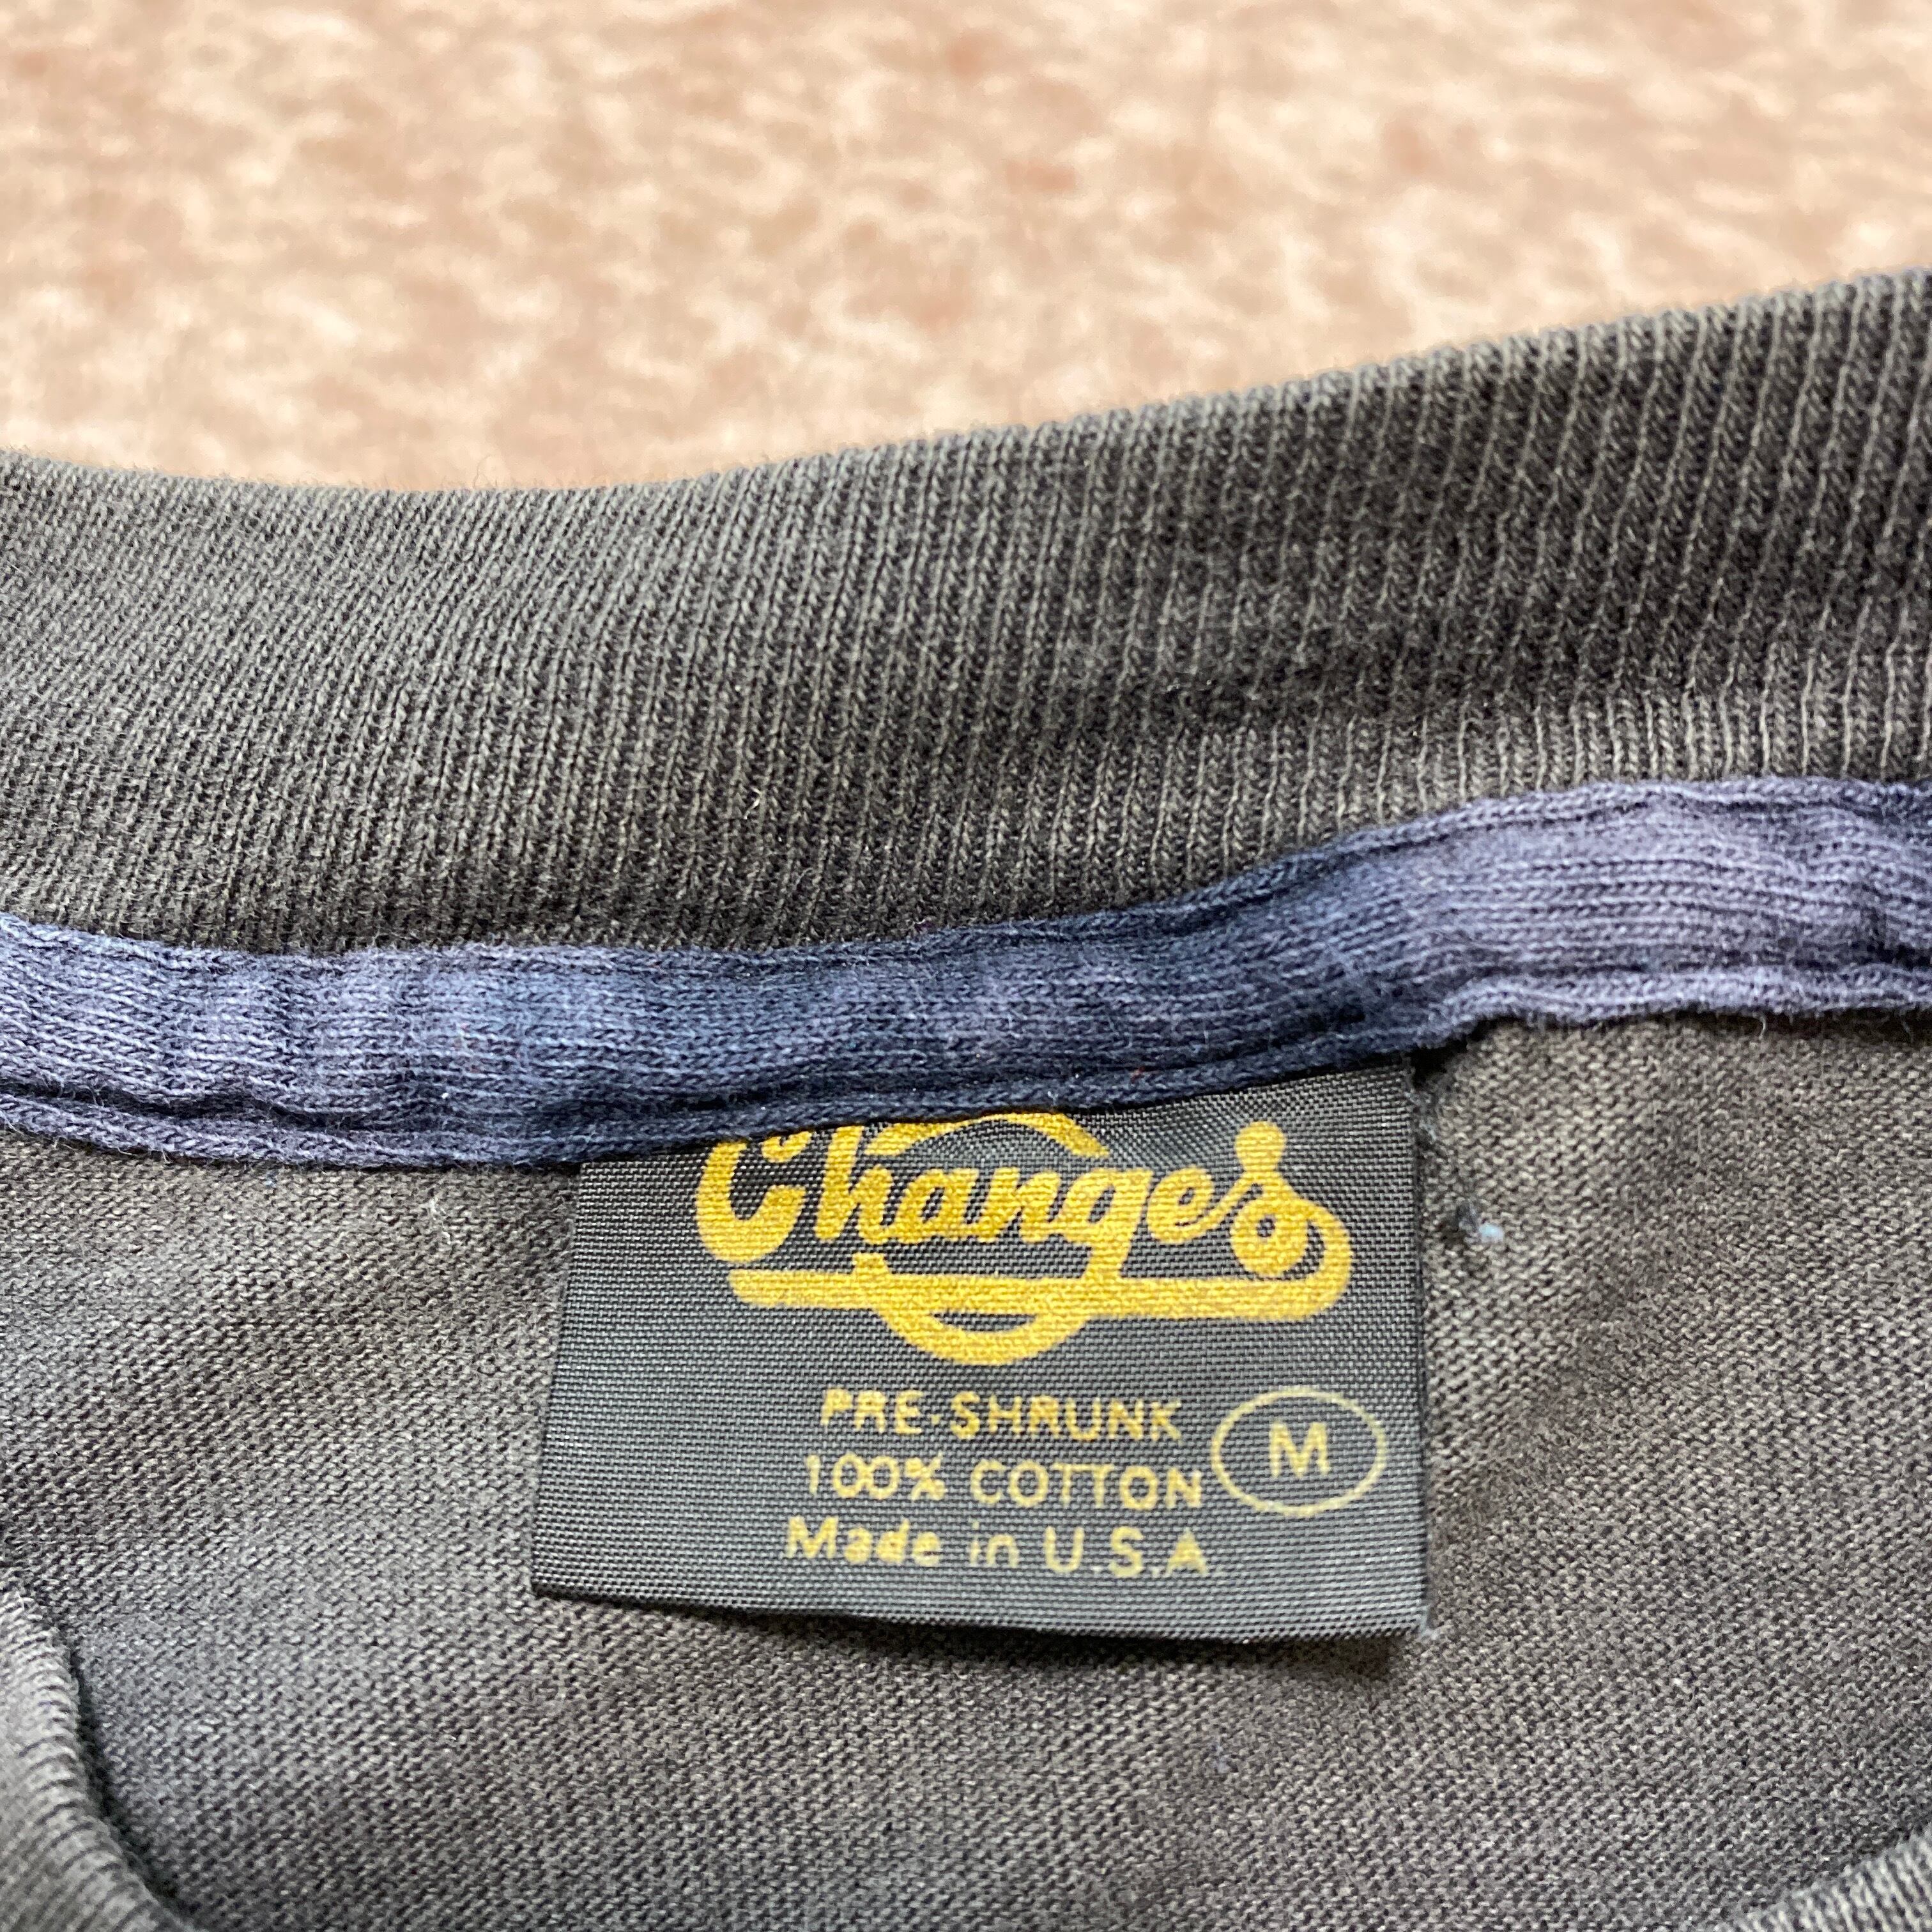 Changes
PRE-SHRUNK
100% COTTON
M
Made in U.S.A